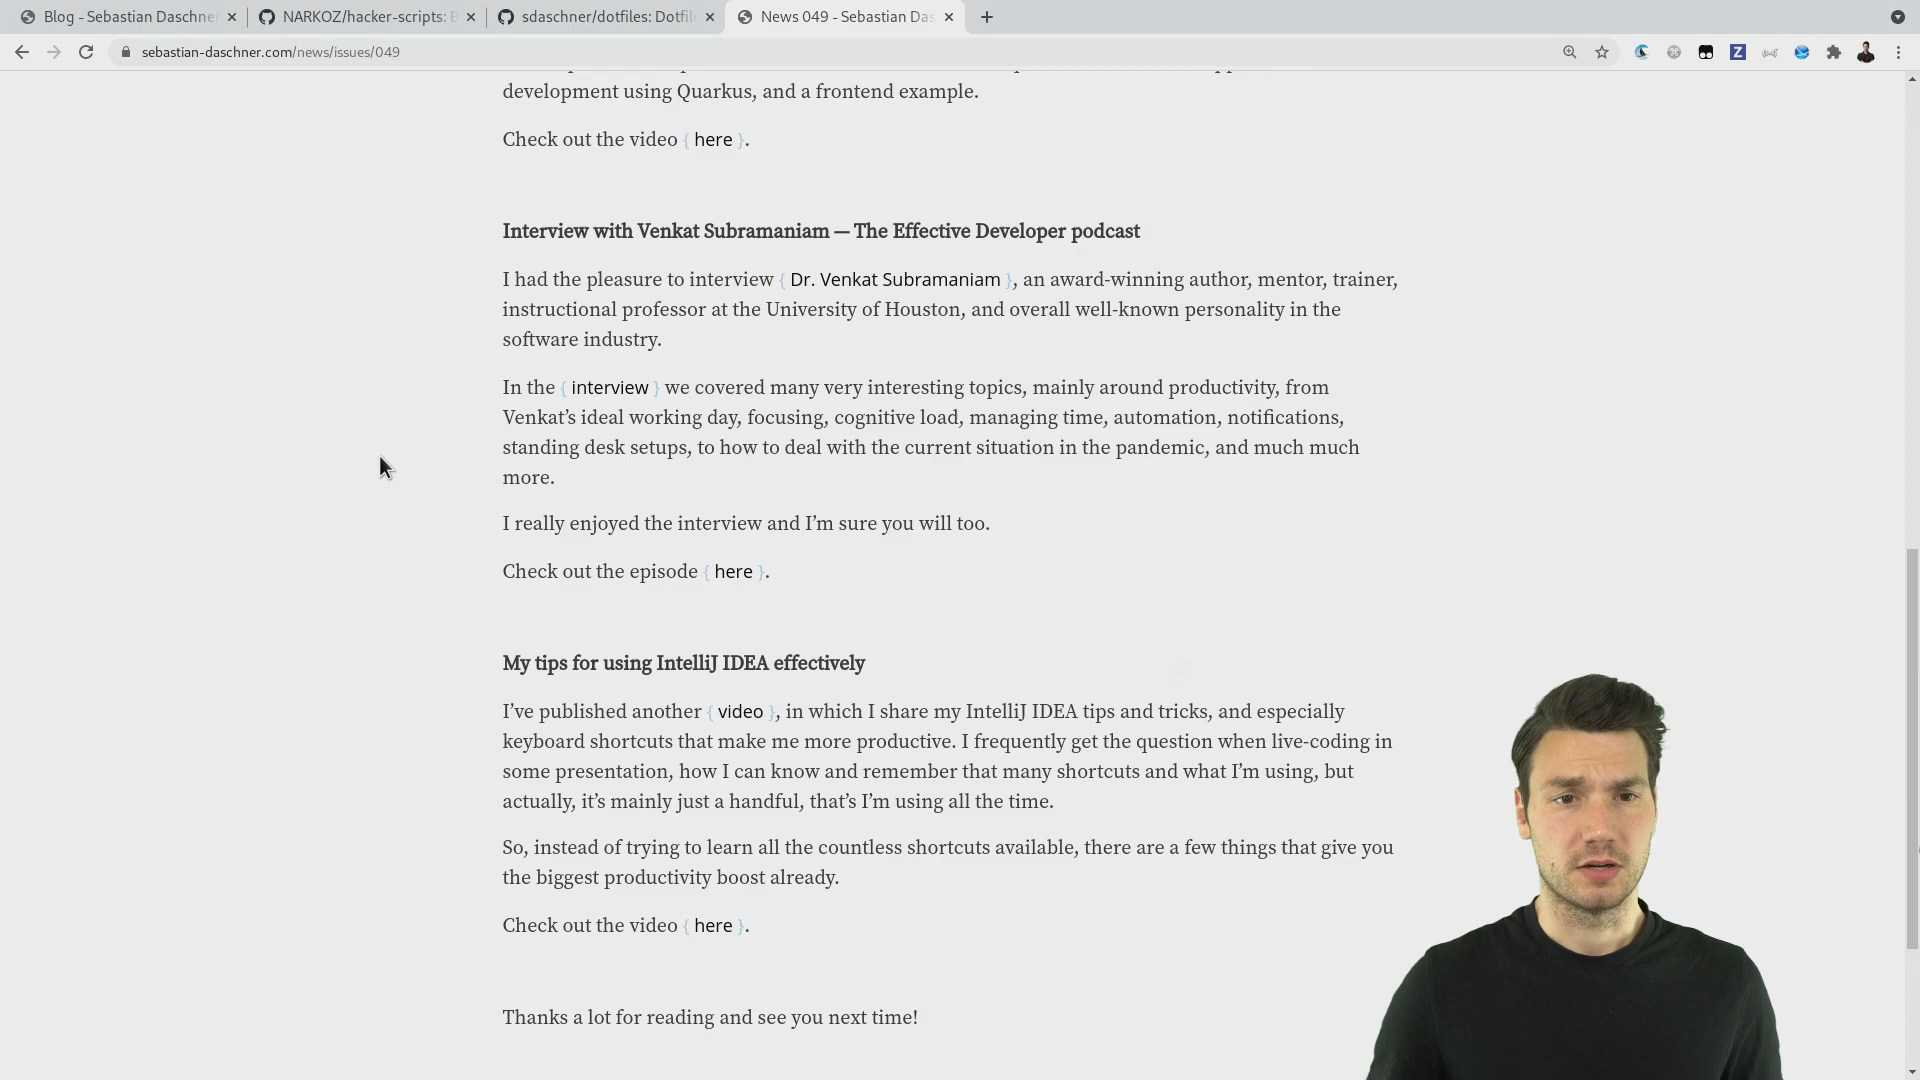 Blog - Sebastian Daschner
NARKOZ/hacker-scripts:
sdaschner/dotfiles: Dotfil
News 049 - Sebastian Das
sebastian-daschner.com/news/issues/049
development using Quarkus, and a frontend example.
Check out the video { here }.
Interview with Venkat Subramaniam — The Effective Developer podcast
I had the pleasure to interview { Dr. Venkat Subramaniam }, an award-winning author, mentor, trainer,
instructional professor at the University of Houston, and overall well-known personality in the
software industry.
In the { interview } we covered many very interesting topics, mainly around productivity, from
Venkat’s ideal working day, focusing, cognitive load, managing time, automation, notifications,
standing desk setups, to how to deal with the current situation in the pandemic, and much much
more.
I really enjoyed the interview and I’m sure you will too.
Check out the episode { here }.
My tips for using IntelliJ IDEA effectively
I’ve published another { video }, in which I share my IntelliJ IDEA tips and tricks, and especially
keyboard shortcuts that make me more productive. I frequently get the question when live-coding in
some presentation, how I can know and remember that many shortcuts and what I’m using, but
actually, it’s mainly just a handful, that’s I’m using all the time.
So, instead of trying to learn all the countless shortcuts available, there are a few things that give you
the biggest productivity boost already.
Check out the video { here }.
Thanks a lot for reading and see you next time!